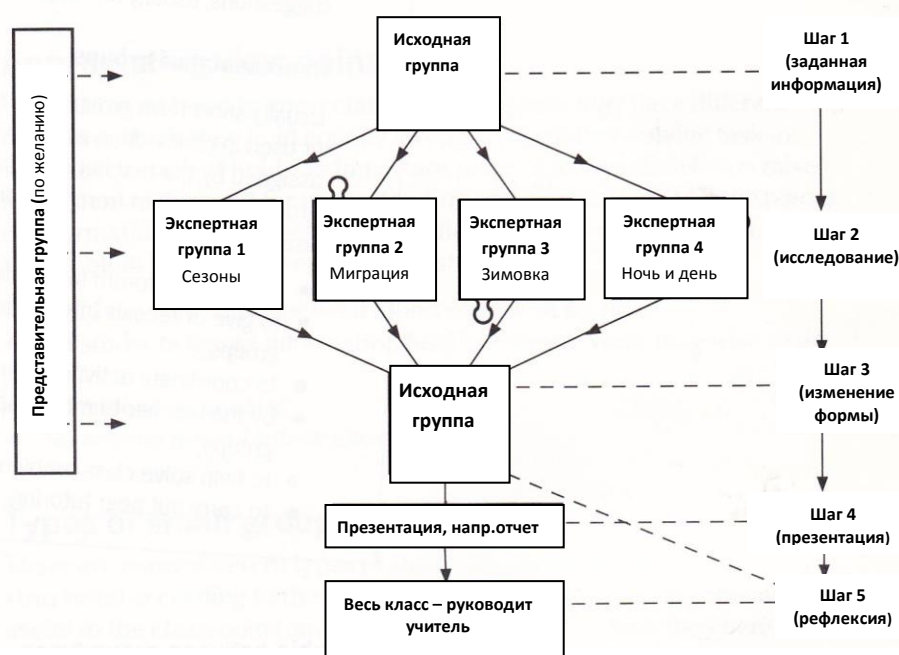 Представительная группа (по желанию)
Исходная
группа
Шаг 1
(заданная
информация)
Экспертная
группа 1
Сезоны
Экспертная
группа 2
Миграция
Экспертная
группа 3
Зимовка
Экспертная
группа 4
Ночь и день
Шаг 2
(исследование)
Исходная
группа
Шаг 3
(изменение
формы)
Презентация, напр.отчет
Шаг 4
(презентация)
Весь класс – руководит
учитель
Шаг 5
(рефлексия)